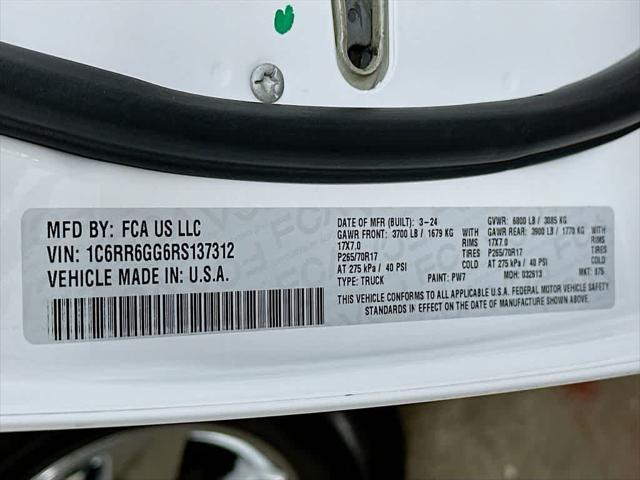 MFD BY: FCA US LLC
VIN: 1C6RR6GG6RS137312
VEHICLE MADE IN: U.S.A.
DATE OF MFR (BUILT): 3-24 GVWR: 6800 LB / 3085 KG
GAWR FRONT: 3700 LB / 1679 KG WITH GAWR REAR: 3900 LB / 1770 KG WITH
17X7.0 RIMS 17X7.0 RIMS
P265/70R17 TIRES P265/70R17 TIRES
AT 275 kPa / 40 PSI COLD AT 275 kPa / 40 PSI COLD
TYPE: TRUCK PAINT: PW7 MDH: 032613 MKT: 875
THIS VEHICLE CONFORMS TO ALL APPLICABLE U.S.A. FEDERAL MOTOR VEHICLE SAFETY
STANDARDS IN EFFECT ON THE DATE OF MANUFACTURE SHOWN ABOVE.